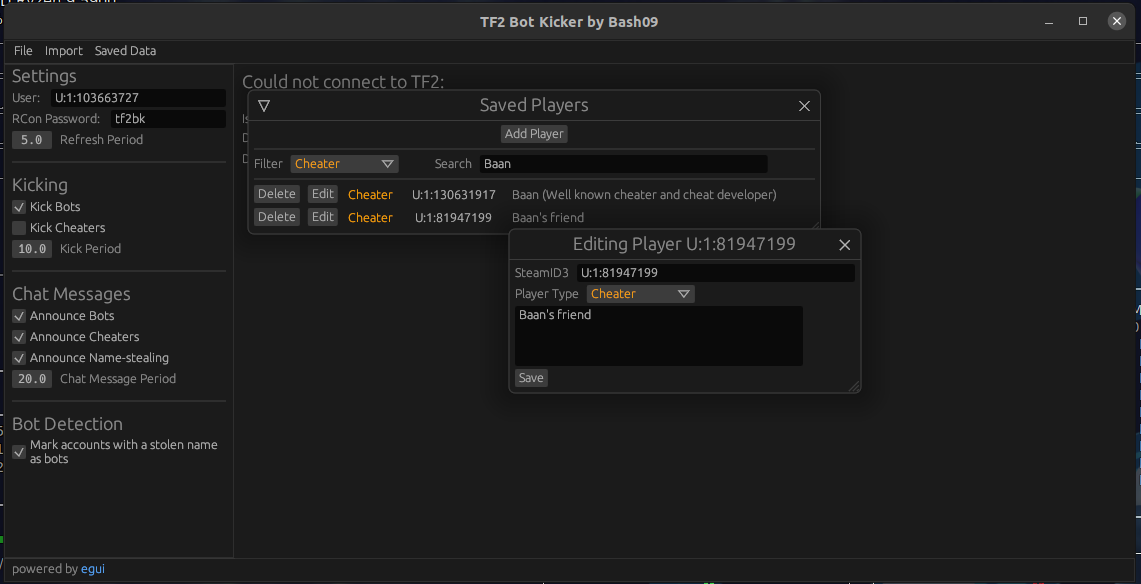 TF2 Bot Kicker by Bash09
File Import Saved Data
Settings
User: U:1:103663727
RCon Password: tf2bk
5.0 Refresh Period
Kicking
Kick Bots
Kick Cheaters
10.0 Kick Period
Chat Messages
Announce Bots
Announce Cheaters
Announce Name-stealing
20.0 Chat Message Period
Bot Detection
Mark accounts with a stolen name
as bots
Could not connect to TF2:
Saved Players
Add Player
Filter Cheater Search Baan
Delete Edit Cheater U:1:130631917 Baan (Well known cheater and cheat developer)
Delete Edit Cheater U:1:81947199 Baan's friend
Editing Player U:1:81947199
SteamID3 U:1:81947199
Player Type Cheater
Baan's friend
Save
powered by egui